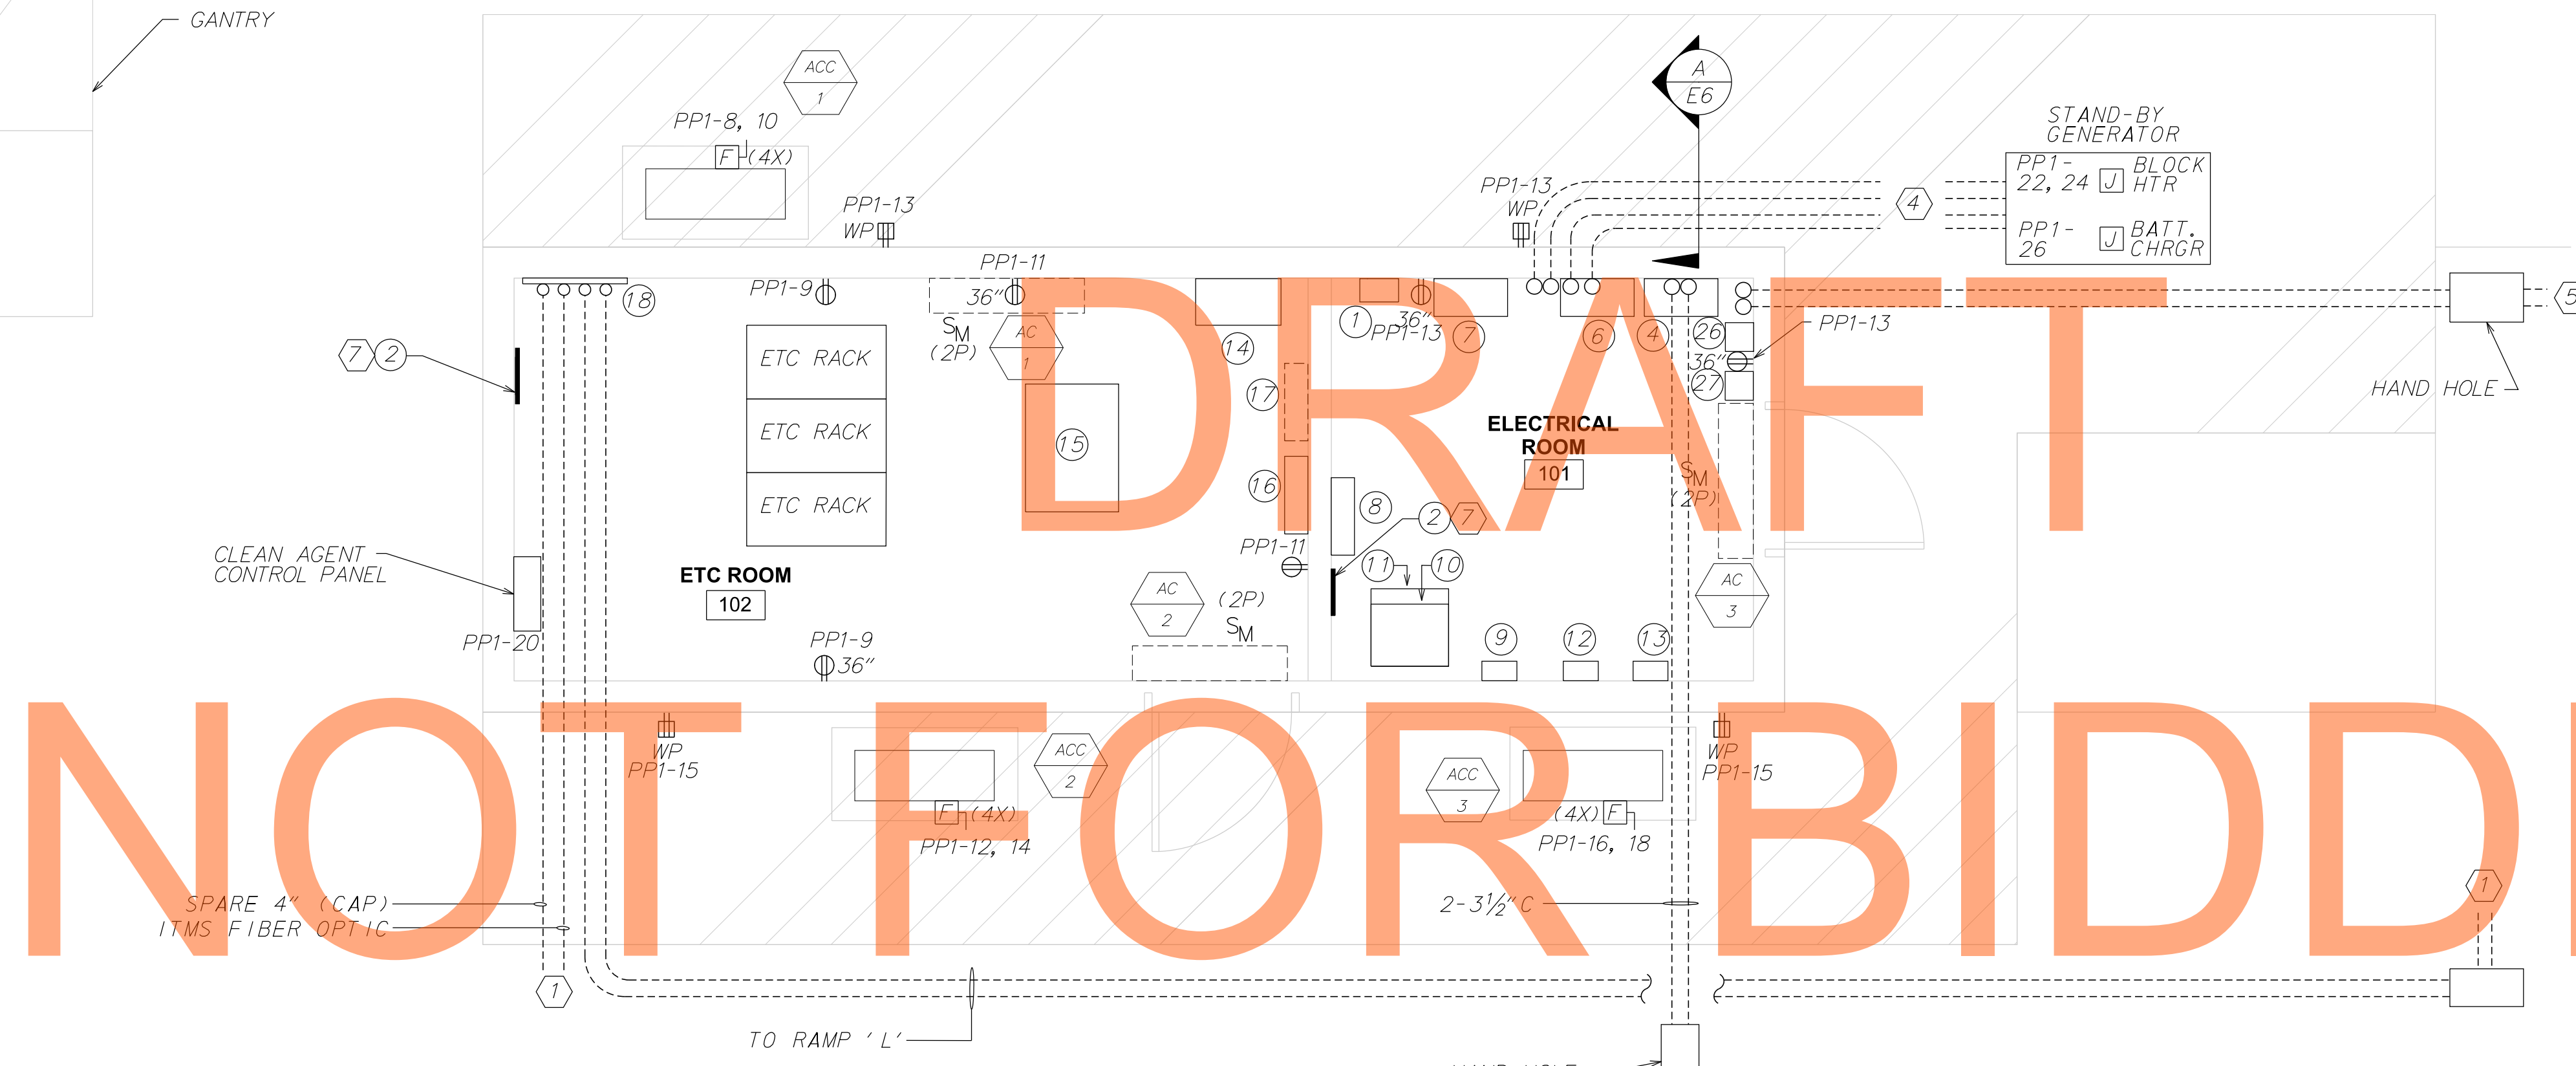 GANTRY
ACC
1
PP1-8, 10
F (4X)
A
E6
STAND-BY
GENERATOR
PP1-
22, 24 J BLOCK
HTR
PP1-
26 J BATT.
CHRGR
4
PP1-13
WP
PP1-13
WP
18
PP1-9
PP1-11
36"
SM
(2P)
AC
1
14
1
36"
PP1-13
7
6
4
26
PP1-13
36"
27
5
HAND HOLE
7 2
ETC RACK
ETC RACK
ETC RACK
15
17
16
PP1-11
ELECTRICAL
ROOM
101
SM
(2P)
8
2 7
11
10
CLEAN AGENT
CONTROL PANEL
PP1-20
ETC ROOM
102
PP1-9
36"
AC
2
(2P)
SM
9
12
13
AC
3
DRAFT
WP
PP1-15
ACC
2
F (4X)
PP1-12, 14
ACC
3
(4X) F
PP1-16, 18
WP
PP1-15
NOT FOR BIDD
SPARE 4" (CAP)
ITMS FIBER OPTIC
2-3½"C
1
1
TO RAMP 'L'
HAND HOLE